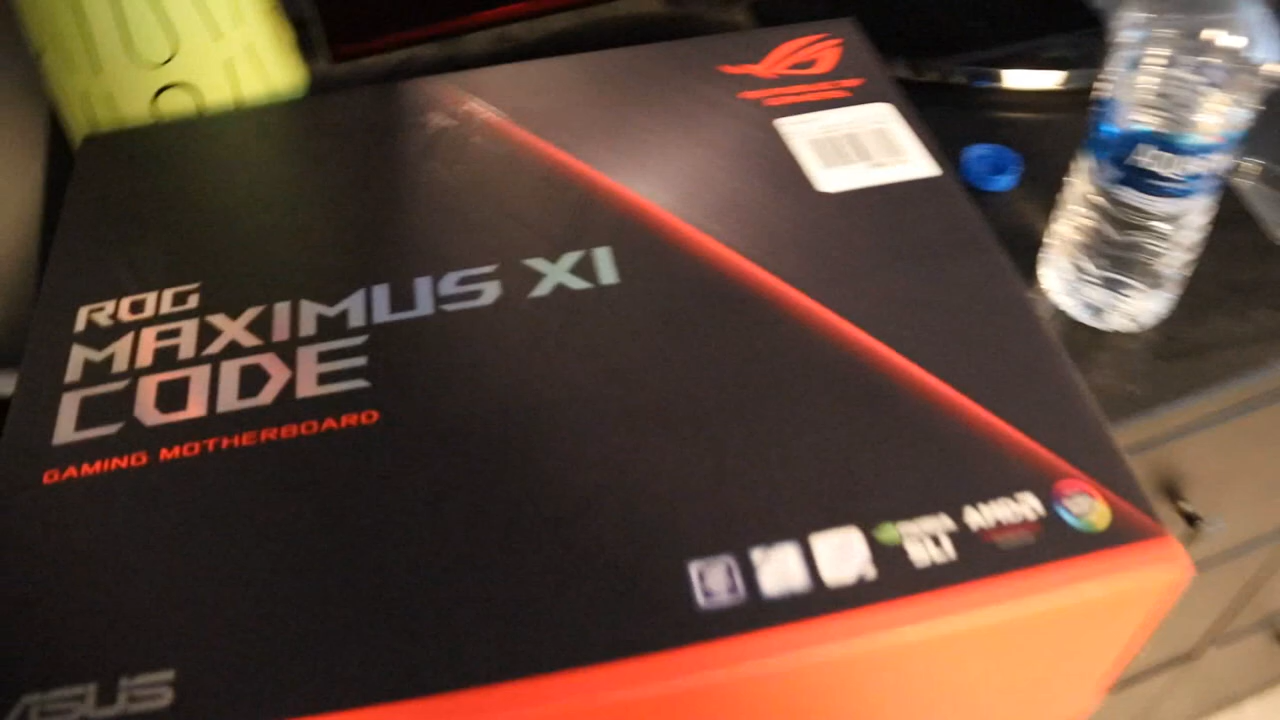 ROG
MAXIMUS XI
CODE
GAMING MOTHERBOARD
SLI
AMD
ASUS